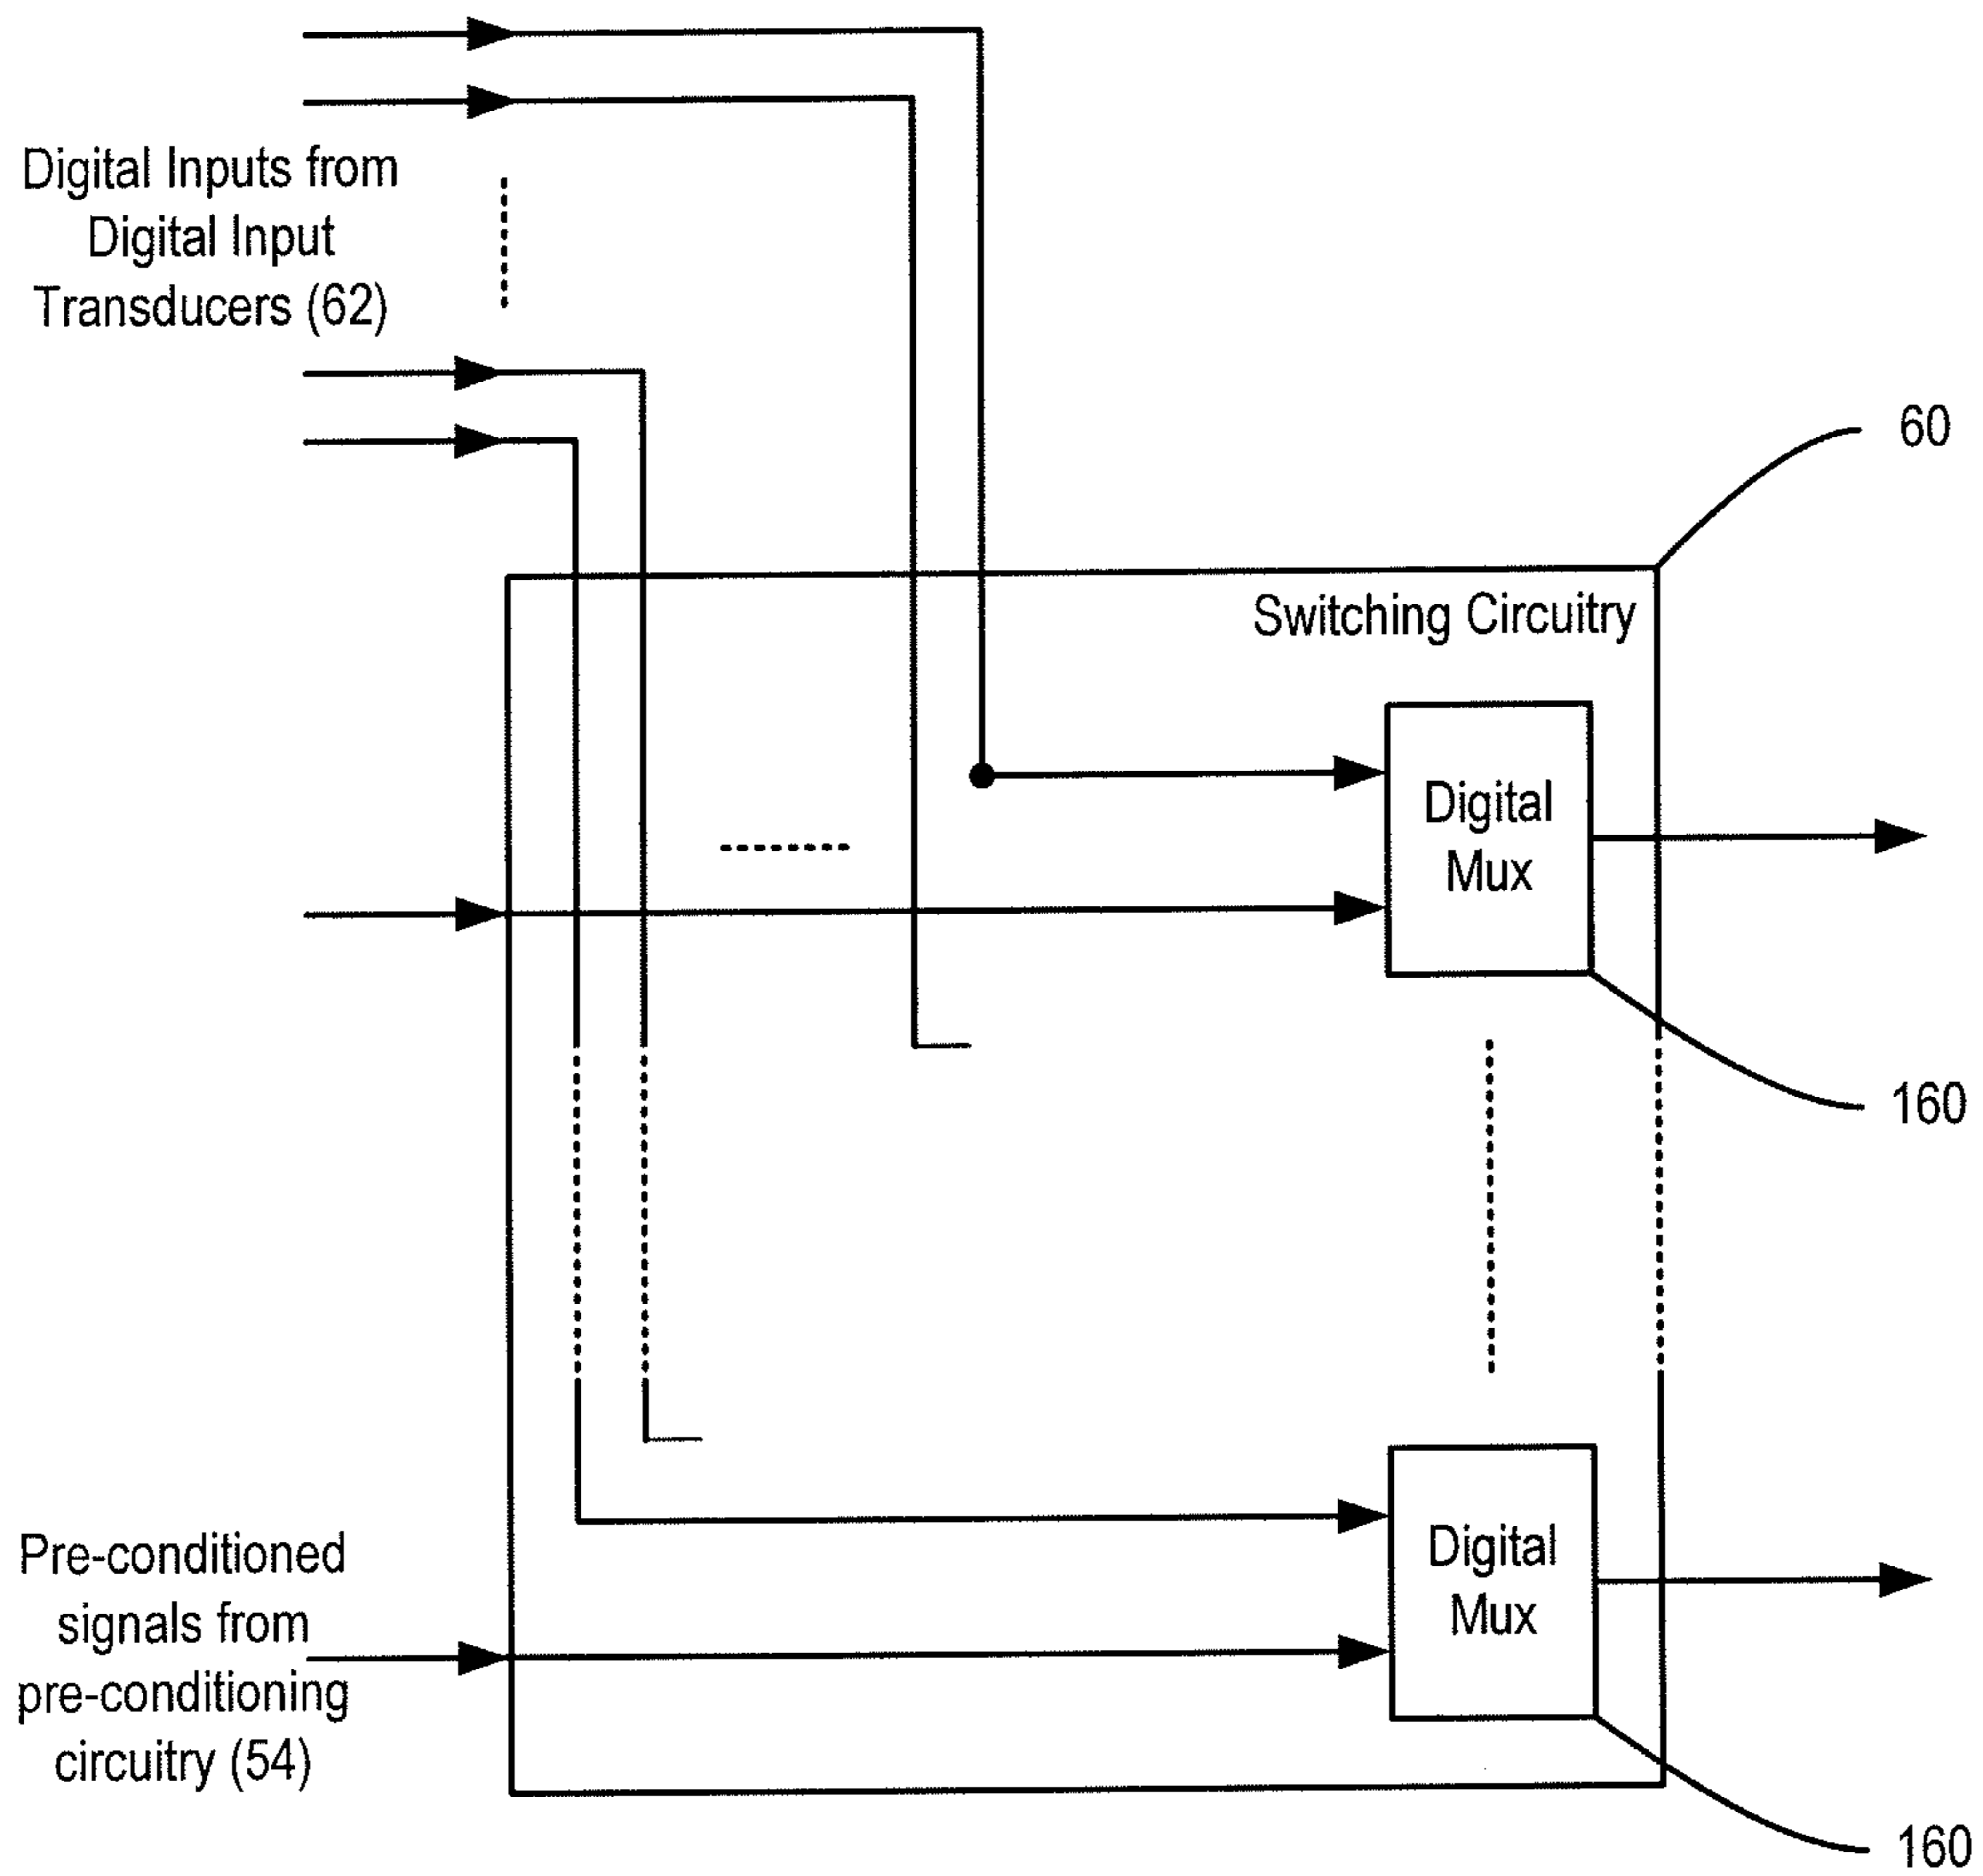 Digital Inputs from
Digital Input
Transducers (62)
60
Switching Circuitry
Digital
Mux
160
Digital
Mux
Pre-conditioned
signals from
pre-conditioning
circuitry (54)
160